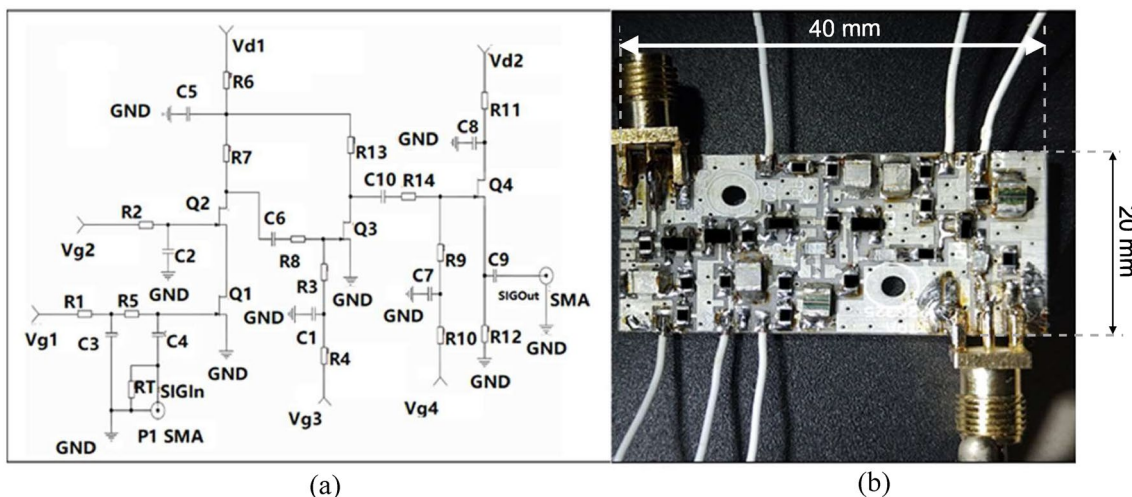 Vd1
Vd2
R6
C5
GND
R11
C8
GND
R7
R13
C10
R14
Q4
R2
Q2
C6
Q3
Vg2
R8
C2
R9
C9
GND
R3
C7
SIGOut
SMA
R1
R5
Q1
GND
GND
GND
C1
R10
R12
GND
Vg1
C3
C4
GND
R4
GND
RT
SIGIn
Vg3
Vg4
GND
P1 SMA
(a)
(b)
40 mm
20 mm